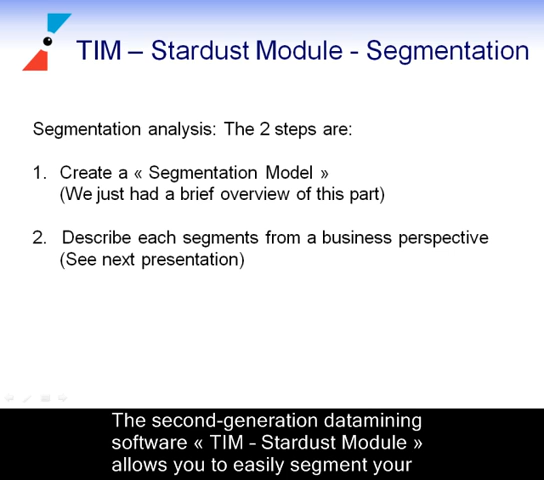 TIM – Stardust Module - Segmentation
Segmentation analysis: The 2 steps are:
1. Create a « Segmentation Model »
(We just had a brief overview of this part)
2. Describe each segments from a business perspective
(See next presentation)
The second-generation datamining
software « TIM - Stardust Module »
allows you to easily segment your